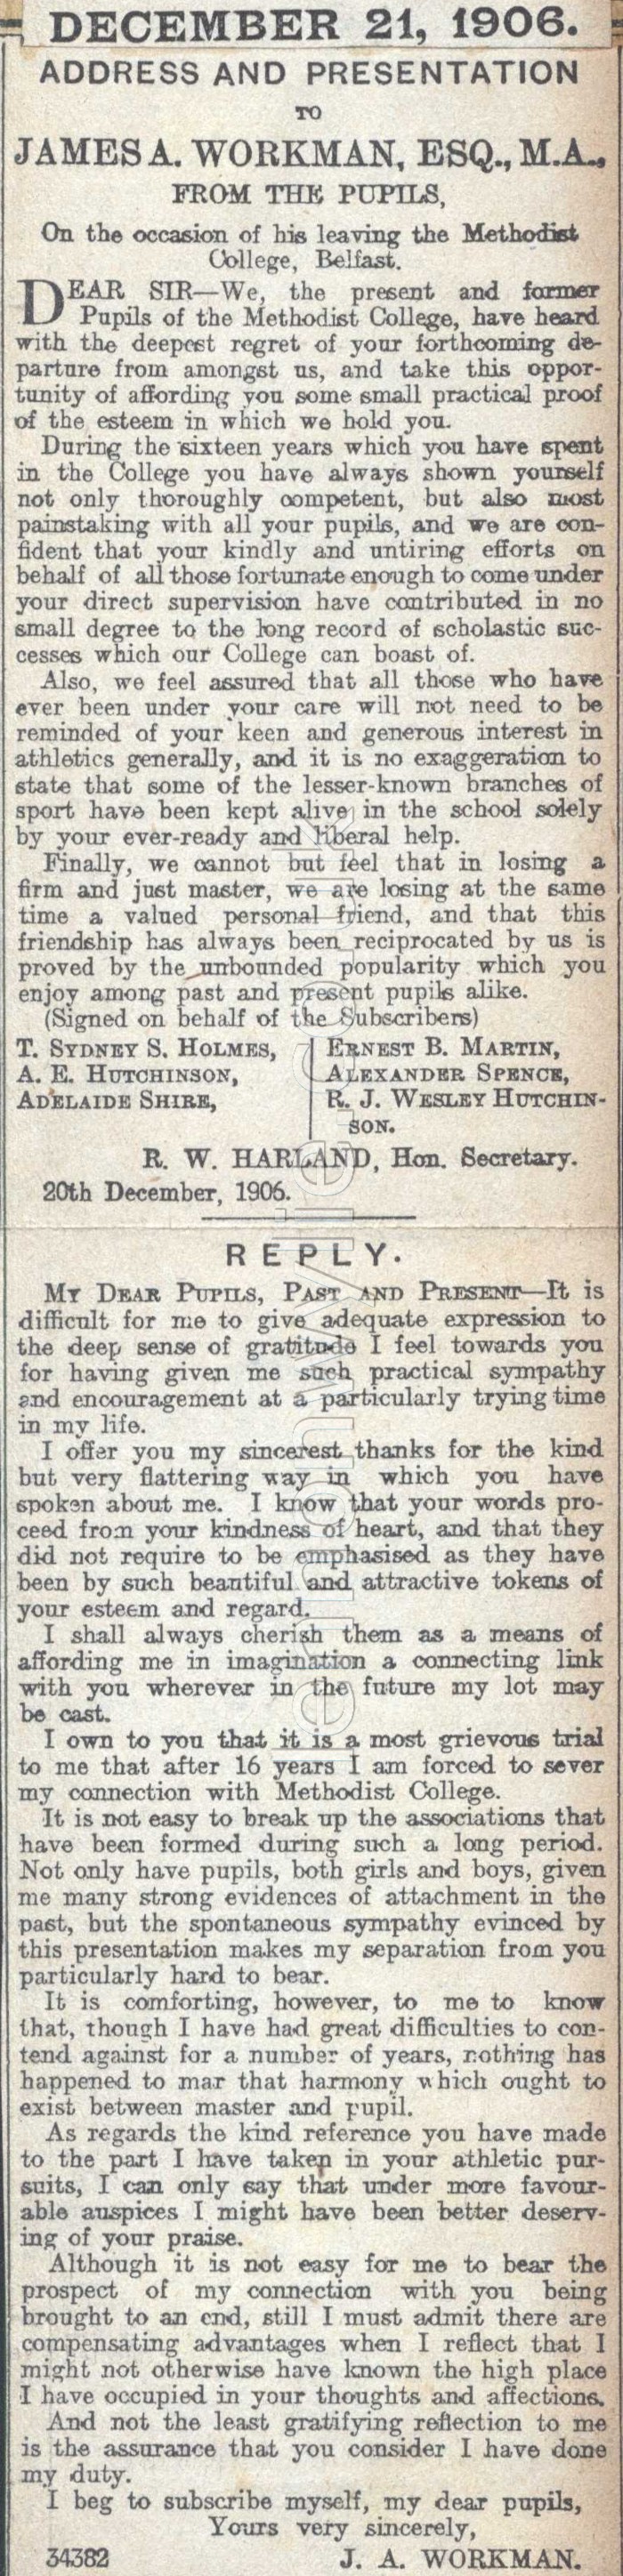 DECEMBER 21, 1906.
ADDRESS AND PRESENTATION
TO
JAMES A. WORKMAN, ESQ., M.A.,
FROM THE PUPILS,
On the occasion of his leaving the Methodist
College, Belfast.
DEAR SIR—We, the present and former
Pupils of the Methodist College, have heard
with the deepest regret of your forthcoming de-
parture from amongst us, and take this oppor-
tunity of affording you some small practical proof
of the esteem in which we hold you.
During the sixteen years which you have spent
in the College you have always shown yourself
not only thoroughly competent, but also most
painstaking with all your pupils, and we are con-
fident that your kindly and untiring efforts on
behalf of all those fortunate enough to come under
your direct supervision have contributed in no
small degree to the long record of scholastic suc-
cesses which our College can boast of.
Also, we feel assured that all those who have
ever been under your care will not need to be
reminded of your keen and generous interest in
athletics generally, and it is no exaggeration to
state that some of the lesser-known branches of
sport have been kept alive in the school solely
by your ever-ready and liberal help.
Finally, we cannot but feel that in losing a
firm and just master, we are losing at the same
time a valued personal friend, and that this
friendship has always been reciprocated by us is
proved by the unbounded popularity which you
enjoy among past and present pupils alike.
(Signed on behalf of the Subscribers)
T. SYDNEY S. HOLMES,
A. E. HUTCHINSON,
ADELAIDE SHIRE,
ERNEST B. MARTIN,
ALEXANDER SPENCE,
R. J. WESLEY HUTCHIN-
SON.
R. W. HARLAND, Hon. Secretary.
20th December, 1906.
REPLY.
MY DEAR PUPILS, PAST AND PRESENT—It is
difficult for me to give adequate expression to
the deep sense of gratitude I feel towards you
for having given me such practical sympathy
and encouragement at a particularly trying time
in my life.
I offer you my sincerest thanks for the kind
but very flattering way in which you have
spoken about me. I know that your words pro-
ceed from your kindness of heart, and that they
did not require to be emphasised as they have
been by such beautiful and attractive tokens of
your esteem and regard.
I shall always cherish them as a means of
affording me in imagination a connecting link
with you wherever in the future my lot may
be cast.
I own to you that it is a most grievous trial
to me that after 16 years I am forced to sever
my connection with Methodist College.
It is not easy to break up the associations that
have been formed during such a long period.
Not only have pupils, both girls and boys, given
me many strong evidences of attachment in the
past, but the spontaneous sympathy evinced by
this presentation makes my separation from you
particularly hard to bear.
It is comforting, however, to me to know
that, though I have had great difficulties to con-
tend against for a number of years, nothing has
happened to mar that harmony which ought to
exist between master and pupil.
As regards the kind reference you have made
to the part I have taken in your athletic pur-
suits, I can only say that under more favour-
able auspices I might have been better deserv-
ing of your praise.
Although it is not easy for me to bear the
prospect of my connection with you being
brought to an end, still I must admit there are
compensating advantages when I reflect that I
might not otherwise have known the high place
I have occupied in your thoughts and affections.
And not the least gratifying reflection to me
is the assurance that you consider I have done
my duty.
I beg to subscribe myself, my dear pupils,
Yours very sincerely,
34382 J. A. WORKMAN.